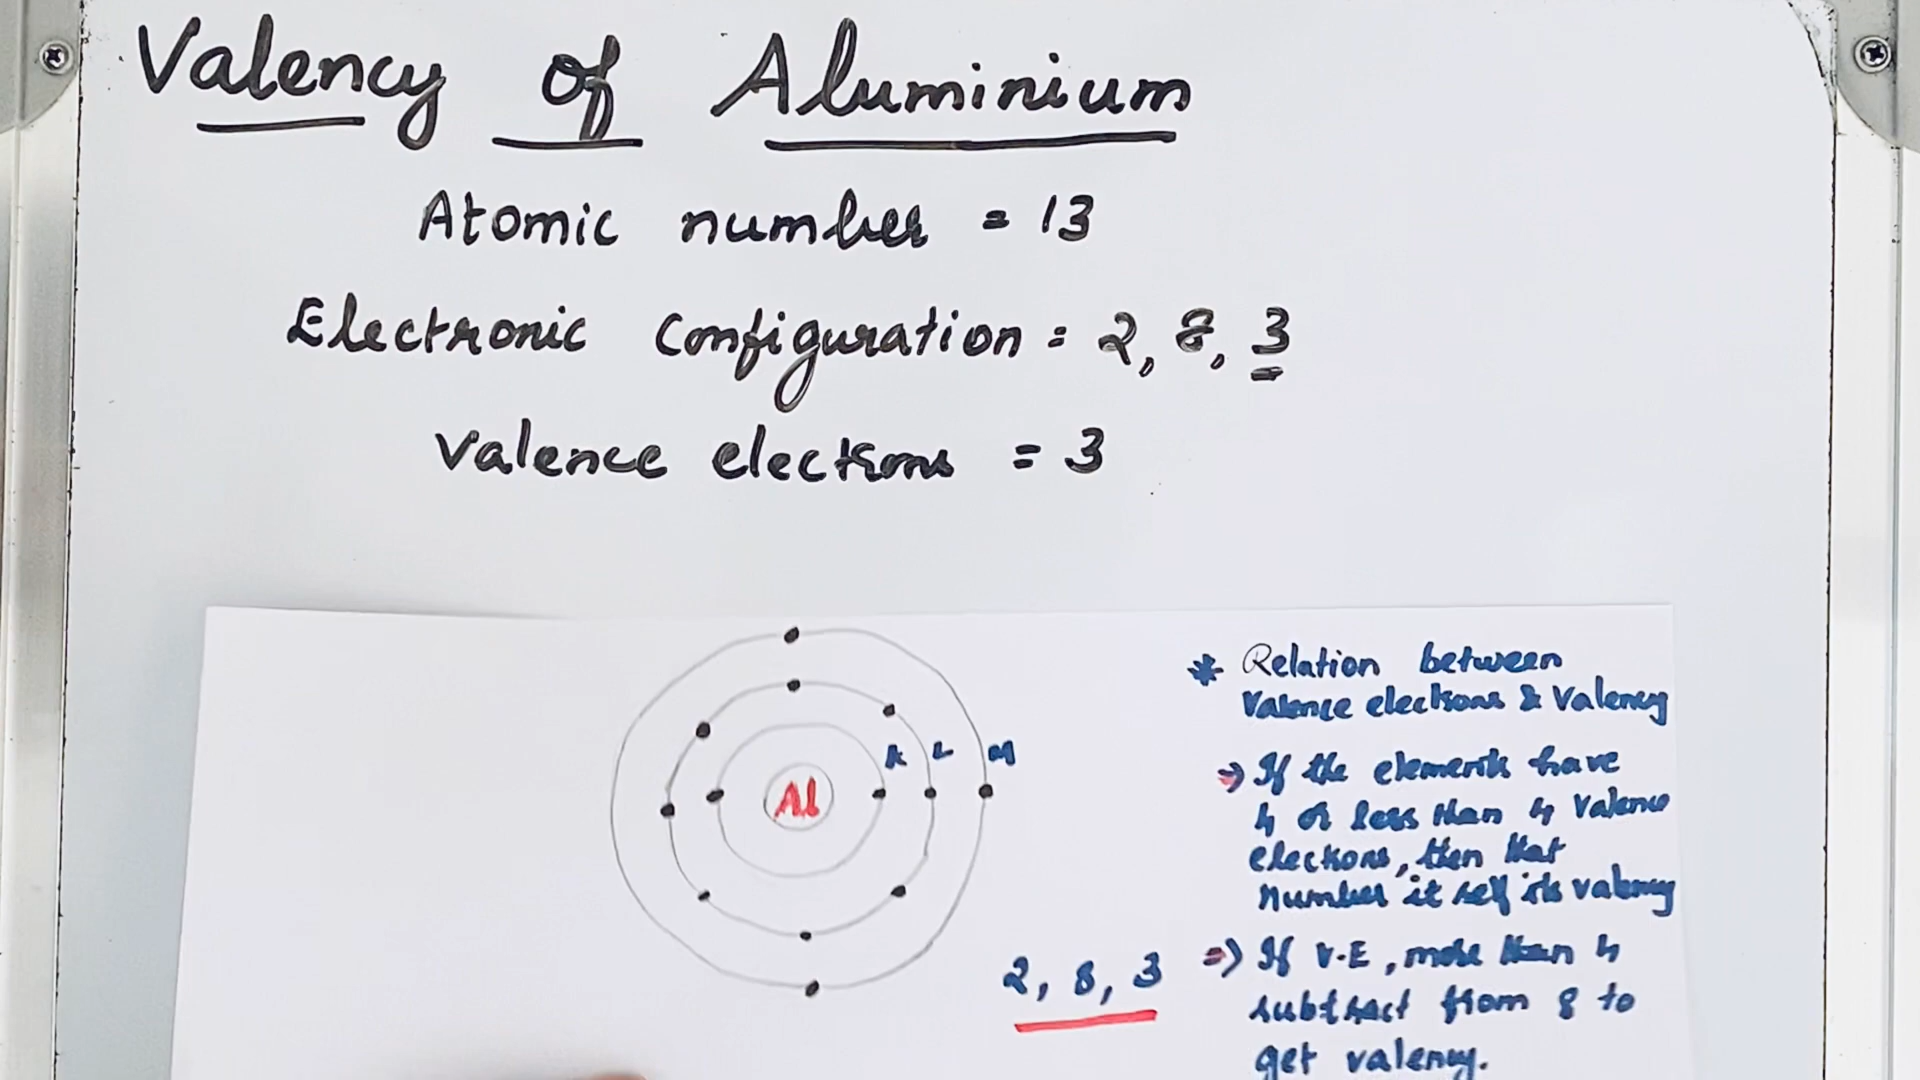 Valency of Aluminium
Atomic number = 13
Electronic Configuration = 2, 8, 3
Valence electrons = 3
Al
K L M
2, 8, 3
* Relation between
Valence electrons & Valency
=> If the elements have
4 or less than 4 valence
electrons, then that
number it self its valency
=> If V.E, more than 4
subtract from 8 to
get valency.